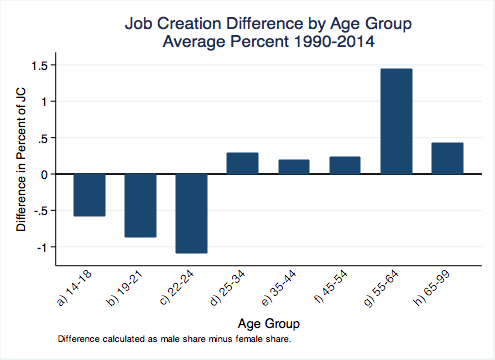 Job Creation Difference by Age Group
Average Percent 1990-2014
Difference in Percent of JC
1.5
1
.5
0
-.5
-1
a) 14-18
b) 19-21
c) 22-24
d) 25-34
e) 35-44
f) 45-54
g) 55-64
h) 65-99
Age Group
Difference calculated as male share minus female share.